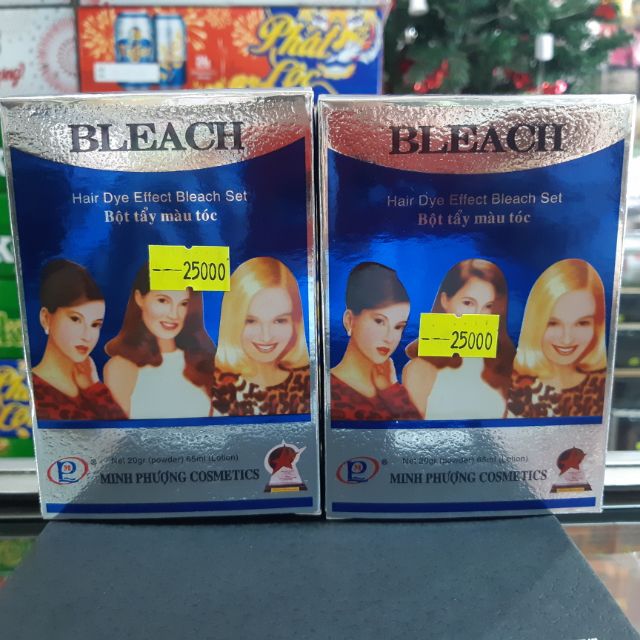 Phát
Lộc
BLEACH
Hair Dye Effect Bleach Set
Bột tẩy màu tóc
---25000
Net 20gr (powder) 65ml (Lotion)
MINH PHƯỢNG COSMETICS
BLEACH
Hair Dye Effect Bleach Set
Bột tẩy màu tóc
---25000
Net 20gr (powder) 65ml (Lotion)
MINH PHƯỢNG COSMETICS